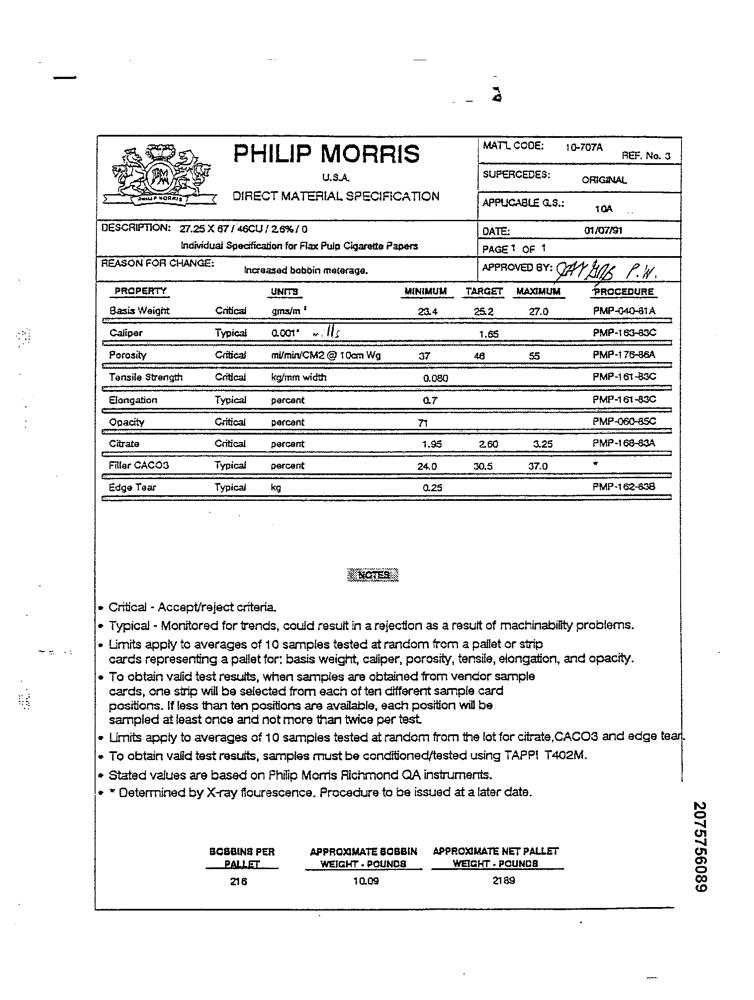 PHILIP MORRIS
PHILIP MORRIS
U.S.A.
DIRECT MATERIAL SPECIFICATION
MAT'L CODE: 10-707A
REF. No. 3
SUPERCEDES: ORIGINAL
APPLICABLE G.S.: 10A
DESCRIPTION: 27.25 X 67 / 46CU / 2.6% / 0
Individual Specification for Flax Pulp Cigarette Papers
DATE: 01/07/91
PAGE 1 OF 1
REASON FOR CHANGE: Increased bobbin meterage.
APPROVED BY: P.W.
PROPERTY UNITS MINIMUM TARGET MAXIMUM PROCEDURE
Basis Weight Critical gms/m ² 23.4 25.2 27.0 PMP-040-81A
Caliper Typical 0.001" mills 1.65 PMP-163-83C
Porosity Critical ml/min/CM2 @ 10cm Wg 37 46 55 PMP-176-86A
Tensile Strength Critical kg/mm width 0.080 PMP-161-83C
Elongation Typical percent 0.7 PMP-161-83C
Opacity Critical percent 71 PMP-060-85C
Citrate Critical percent 1.95 2.60 3.25 PMP-168-83A
Filler CACO3 Typical percent 24.0 30.5 37.0 *
Edge Tear Typical kg 0.25 PMP-162-83B
NOTES
• Critical - Accept/reject criteria.
• Typical - Monitored for trends, could result in a rejection as a result of machinability problems.
• Limits apply to averages of 10 samples tested at random from a pallet or strip
cards representing a pallet for: basis weight, caliper, porosity, tensile, elongation, and opacity.
• To obtain valid test results, when samples are obtained from vendor sample
cards, one strip will be selected from each of ten different sample card
positions. If less than ten positions are available, each position will be
sampled at least once and not more than twice per test.
• Limits apply to averages of 10 samples tested at random from the lot for citrate,CACO3 and edge tear.
• To obtain valid test results, samples must be conditioned/tested using TAPPI T402M.
• Stated values are based on Philip Morris Richmond QA instruments.
• * Determined by X-ray flourescence. Procedure to be issued at a later date.
BOBBINS PER APPROXIMATE BOBBIN APPROXIMATE NET PALLET
PALLET WEIGHT - POUNDS WEIGHT - POUNDS
216 10.09 2189
2075756089